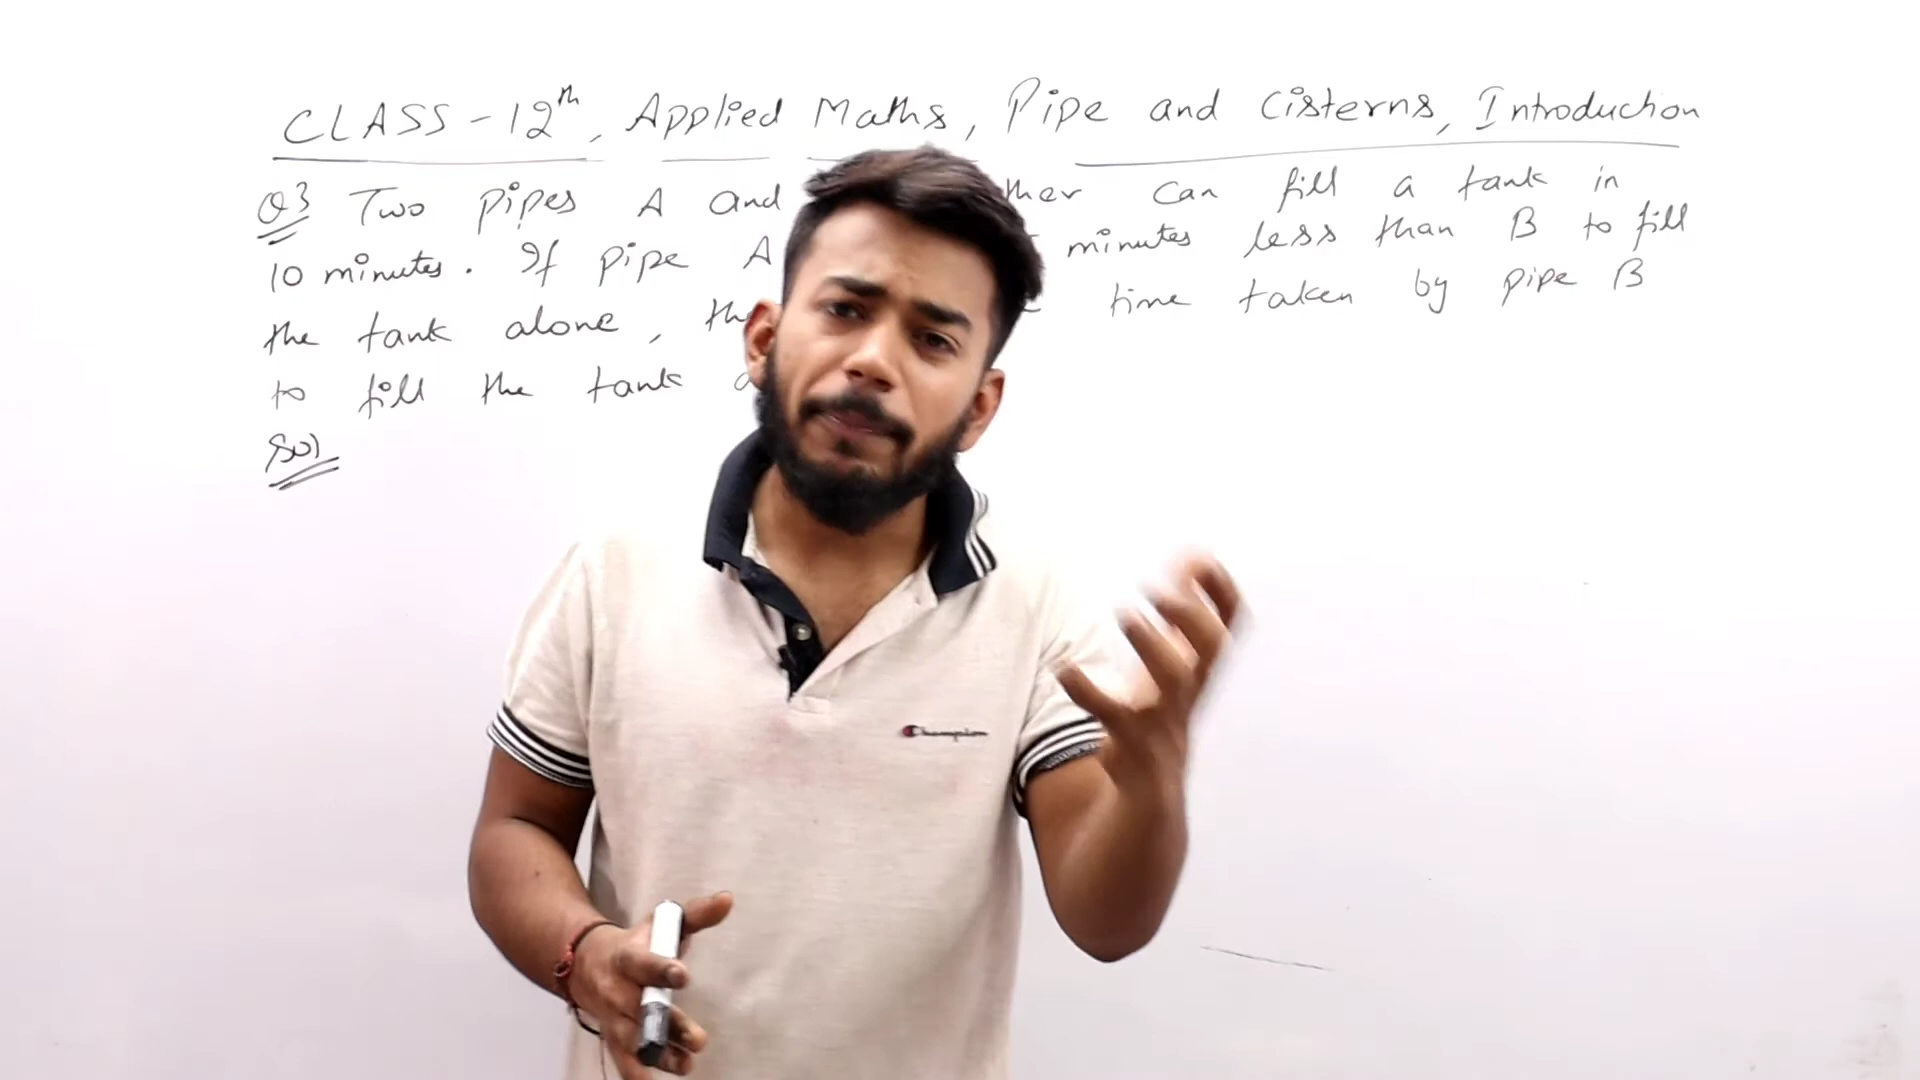 CLASS - 12th, Applied Maths, Pipe and Cisterns, Introduction
Q3 Two pipes A and ther can fill a tank in
10 minutes. If pipe A minutes less than B to fill
the tank alone, the time taken by pipe B
to fill the tank
Sol
Champion